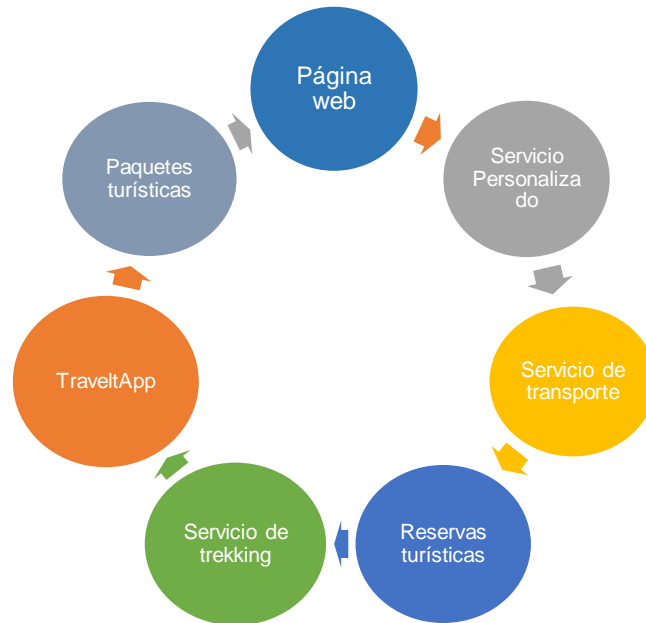 Página
web
Servicio
Personaliza
do
Servicio de
transporte
Reservas
turísticas
Servicio de
trekking
TraveltApp
Paquetes
turísticas